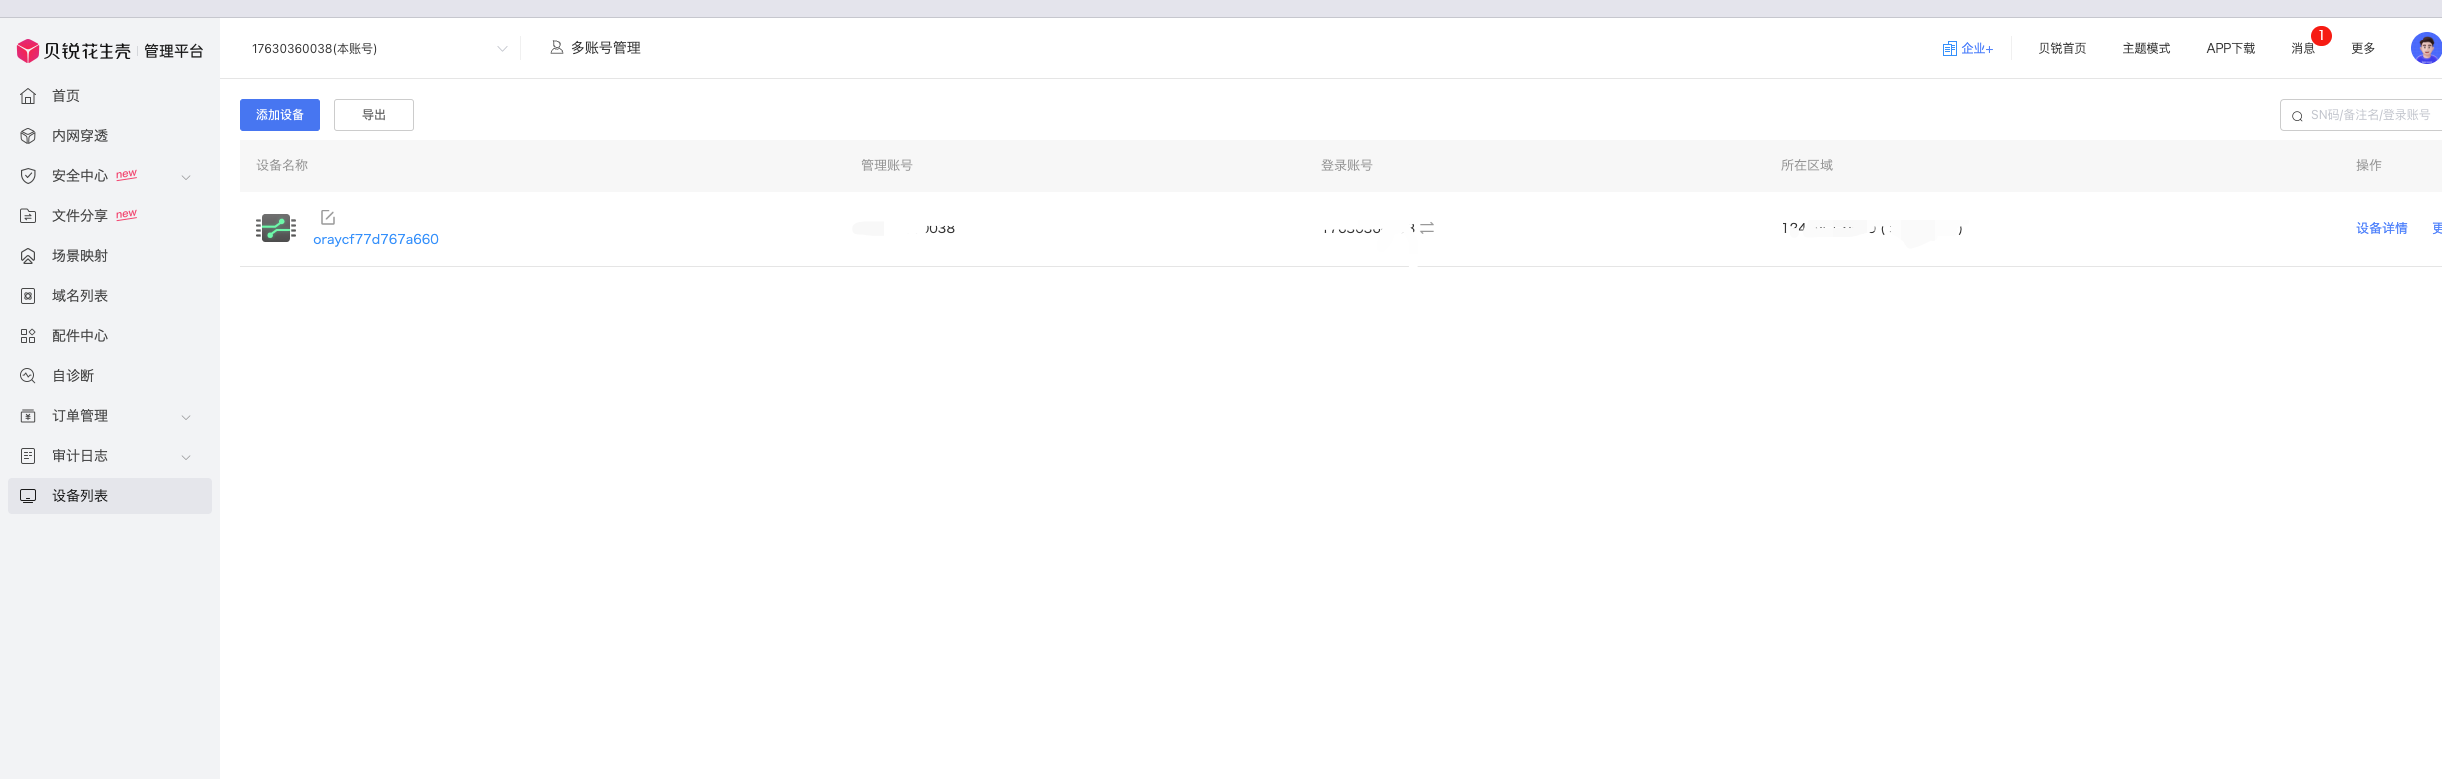 贝锐花生壳 管理平台
17630360038(本账号)
多账号管理
企业+
贝锐首页
主题模式
APP下载
消息
1
更多
首页
内网穿透
安全中心 new
文件分享 new
场景映射
域名列表
配件中心
自诊断
订单管理
审计日志
设备列表
添加设备
导出
SN码/备注名/登录账号
设备名称
管理账号
登录账号
所在区域
操作
oraycf77d767a660
0038
设备详情
更